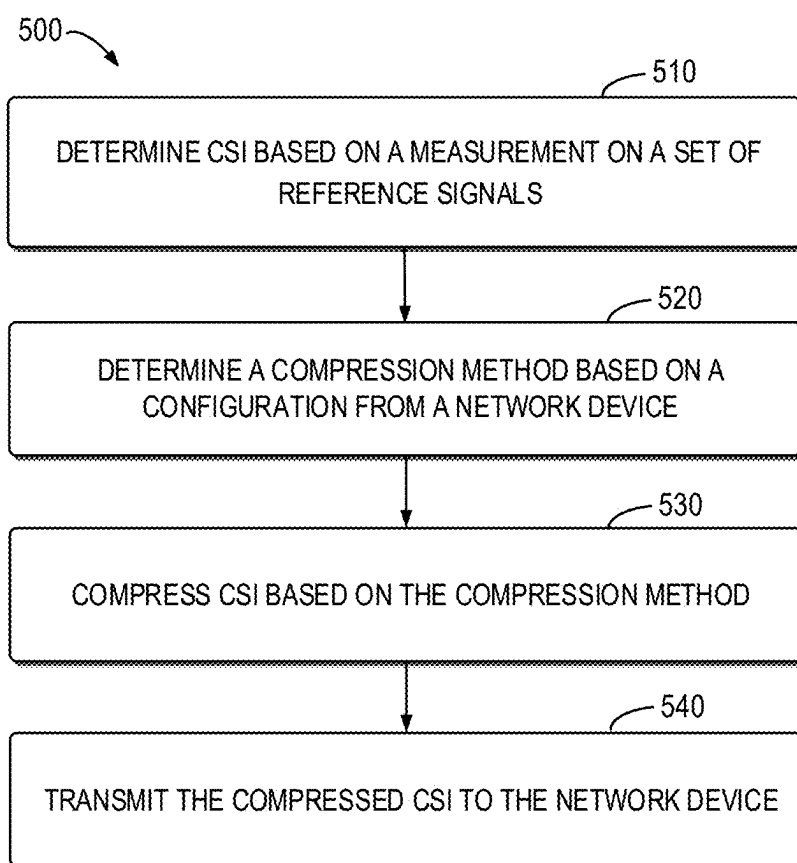 500
510
DETERMINE CSI BASED ON A MEASUREMENT ON A SET OF
REFERENCE SIGNALS
520
DETERMINE A COMPRESSION METHOD BASED ON A
CONFIGURATION FROM A NETWORK DEVICE
530
COMPRESS CSI BASED ON THE COMPRESSION METHOD
540
TRANSMIT THE COMPRESSED CSI TO THE NETWORK DEVICE